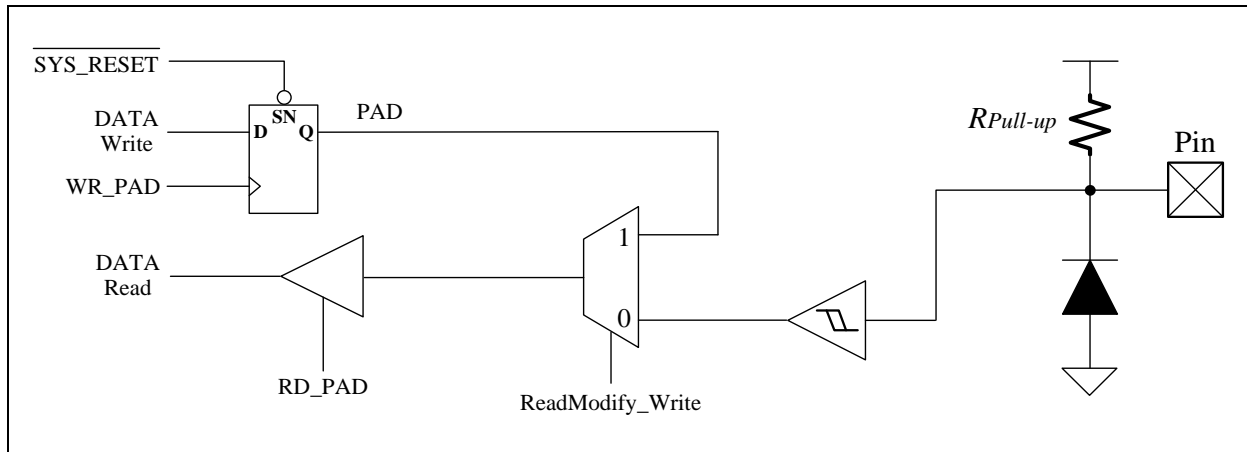 SYS_RESET
SN
PAD
DATA
Write
D
Q
RPull-up
Pin
WR_PAD
1
DATA
Read
0
RD_PAD
ReadModify_Write